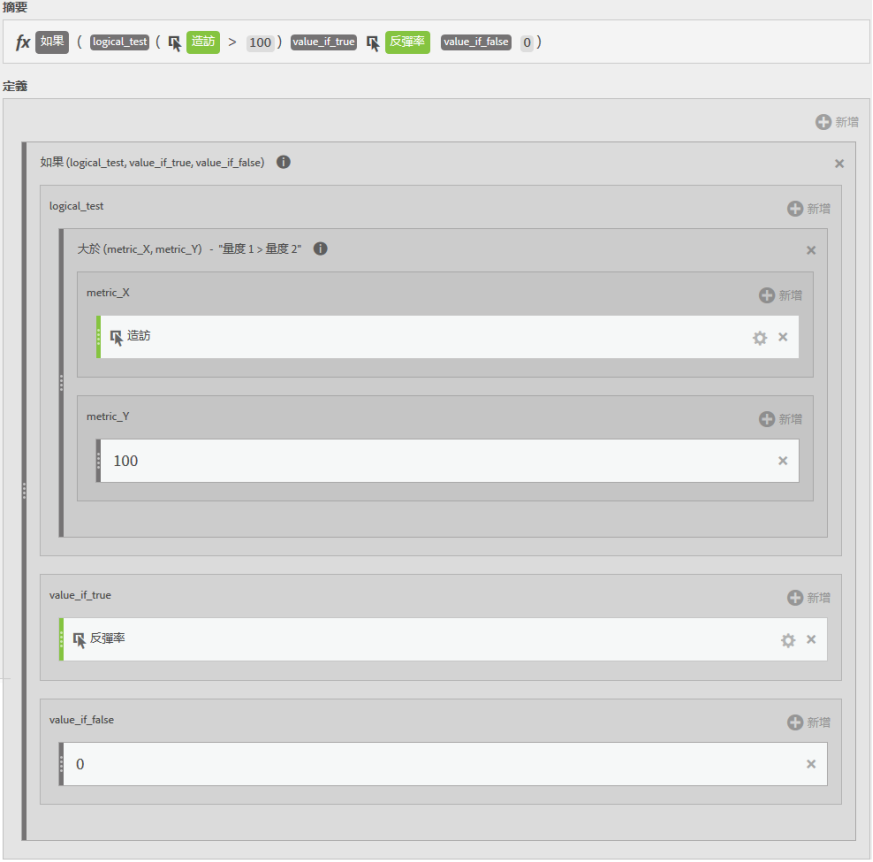 摘要
fx 如果 ( logical_test ( 造訪 > 100 ) value_if_true 反彈率 value_if_false 0 )
定義
新增
如果 (logical_test, value_if_true, value_if_false) i
logical_test 新增
大於 (metric_X, metric_Y) - "量度 1 > 量度 2" i
metric_X 新增
造訪
metric_Y 新增
100
value_if_true 新增
反彈率
value_if_false 新增
0